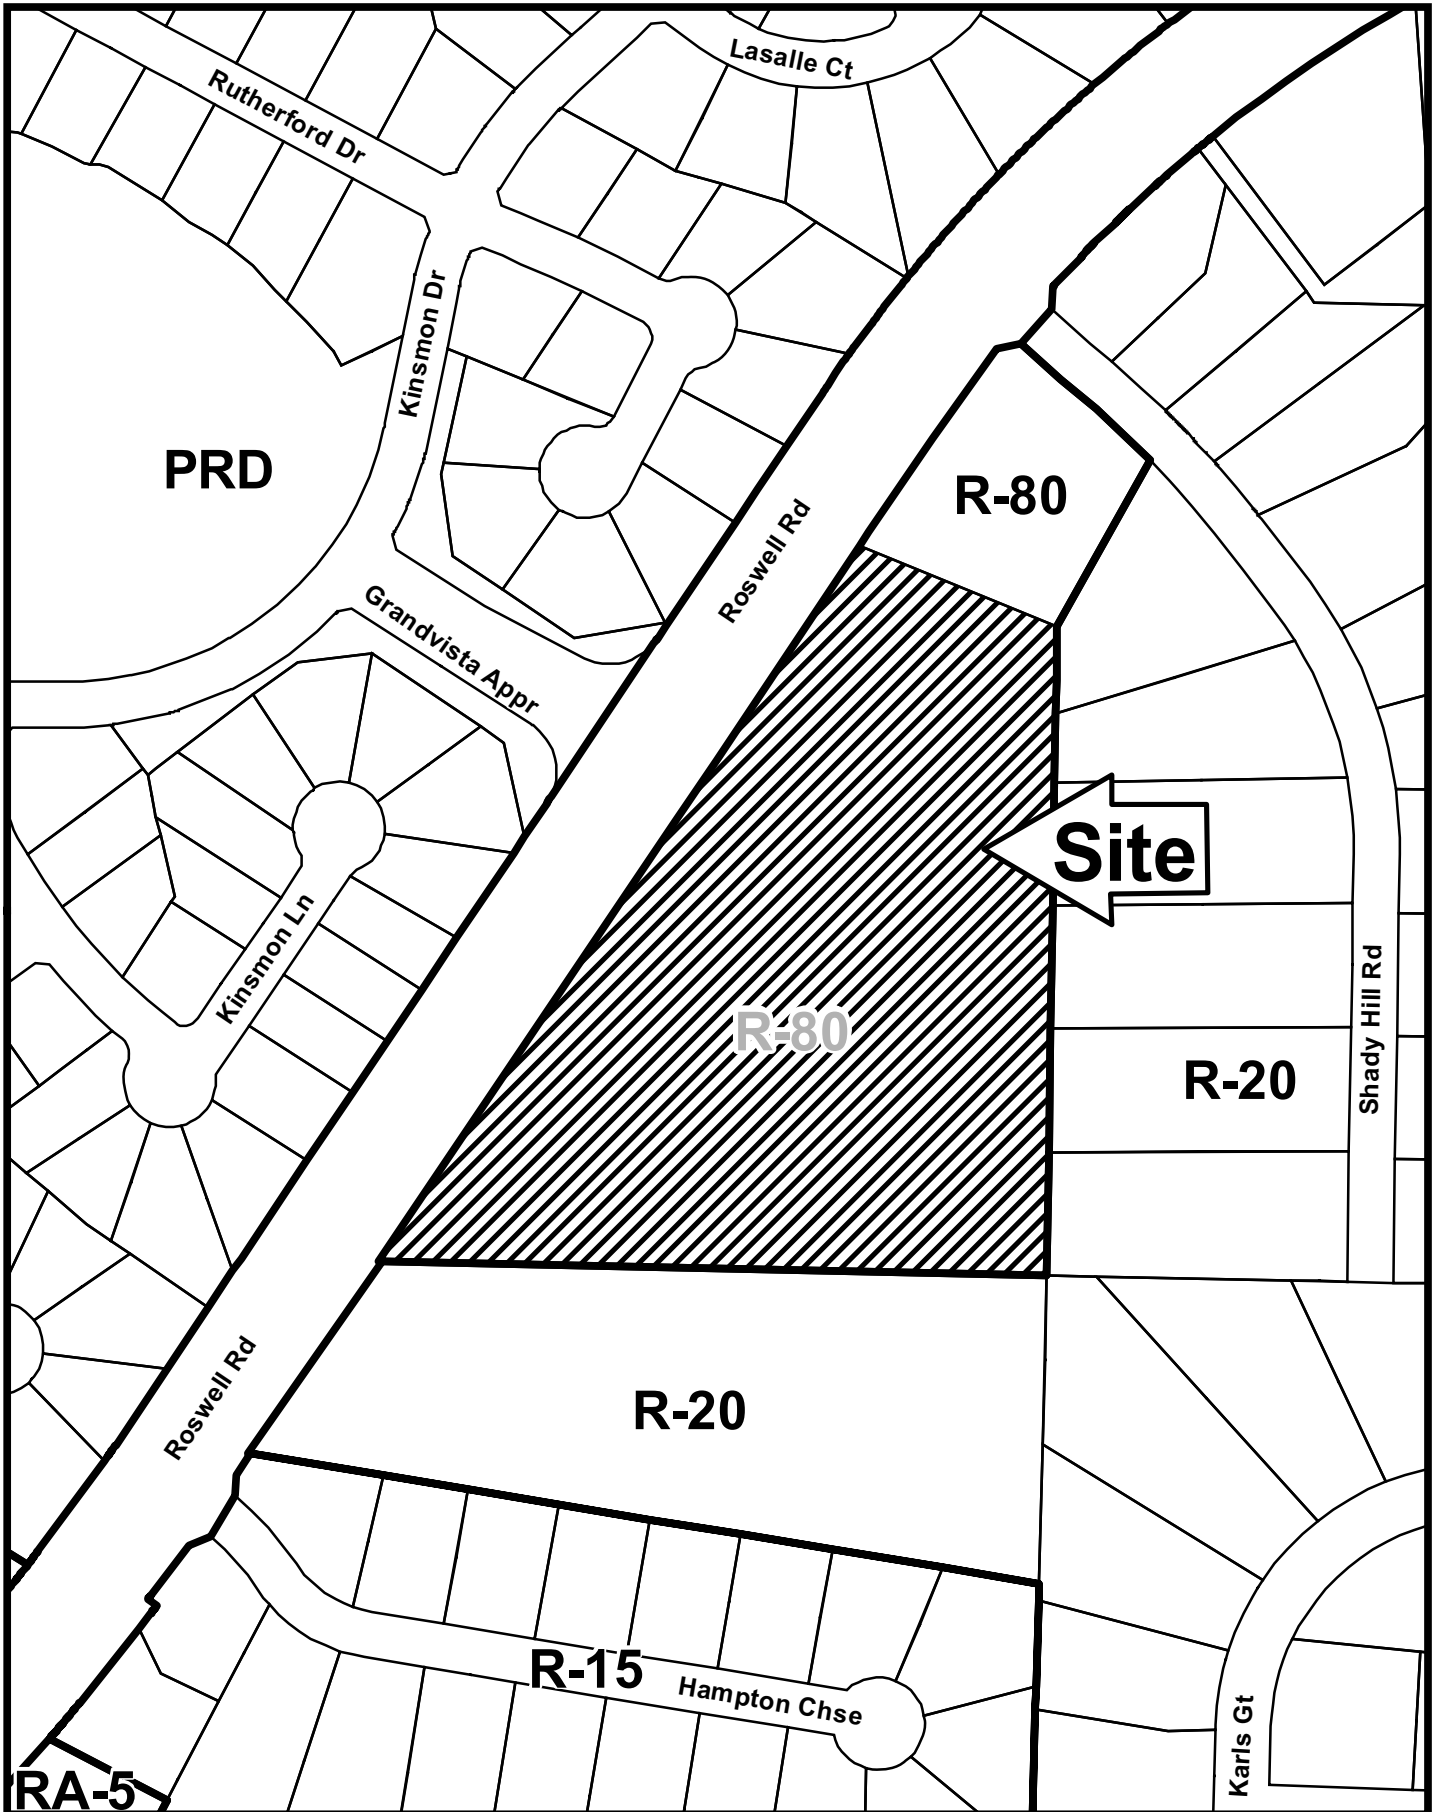 Lasalle Ct
Rutherford Dr
Kinsmon Dr
PRD
R-80
Roswell Rd
Grandvista Appr
Site
Kinsmon Ln
R-80
Shady Hill Rd
R-20
Roswell Rd
R-20
R-15
Hampton Chse
Karls Gt
RA-5